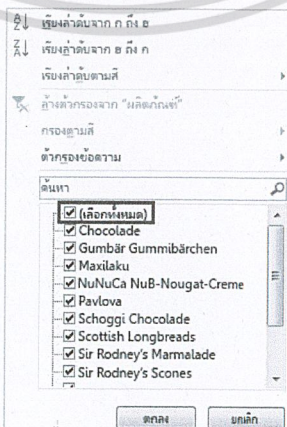 เรียงลำดับจาก ก ถึง ฮ
เรียงลำดับจาก ฮ ถึง ก
เรียงลำดับตามสี
ล้างตัวกรองจาก "ผลิตภัณฑ์"
กรองตามสี
ตัวกรองข้อความ
ค้นหา
(เลือกทั้งหมด)
Chocolade
Gumbär Gummibärchen
Maxilaku
NuNuCa NuB-Nougat-Creme
Pavlova
Schoggi Chocolade
Scottish Longbreads
Sir Rodney's Marmalade
Sir Rodney's Scones
ตกลง
ยกเลิก